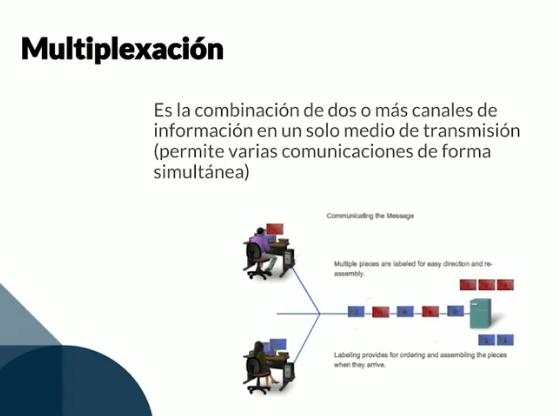 Multiplexación
Es la combinación de dos o más canales de
información en un solo medio de transmisión
(permite varias comunicaciones de forma
simultánea)
Communicating the Message
Multiple pieces are labeled for easy direction and re-
assembly.
Labeling provides for ordering and assembling the pieces
when they arrive.